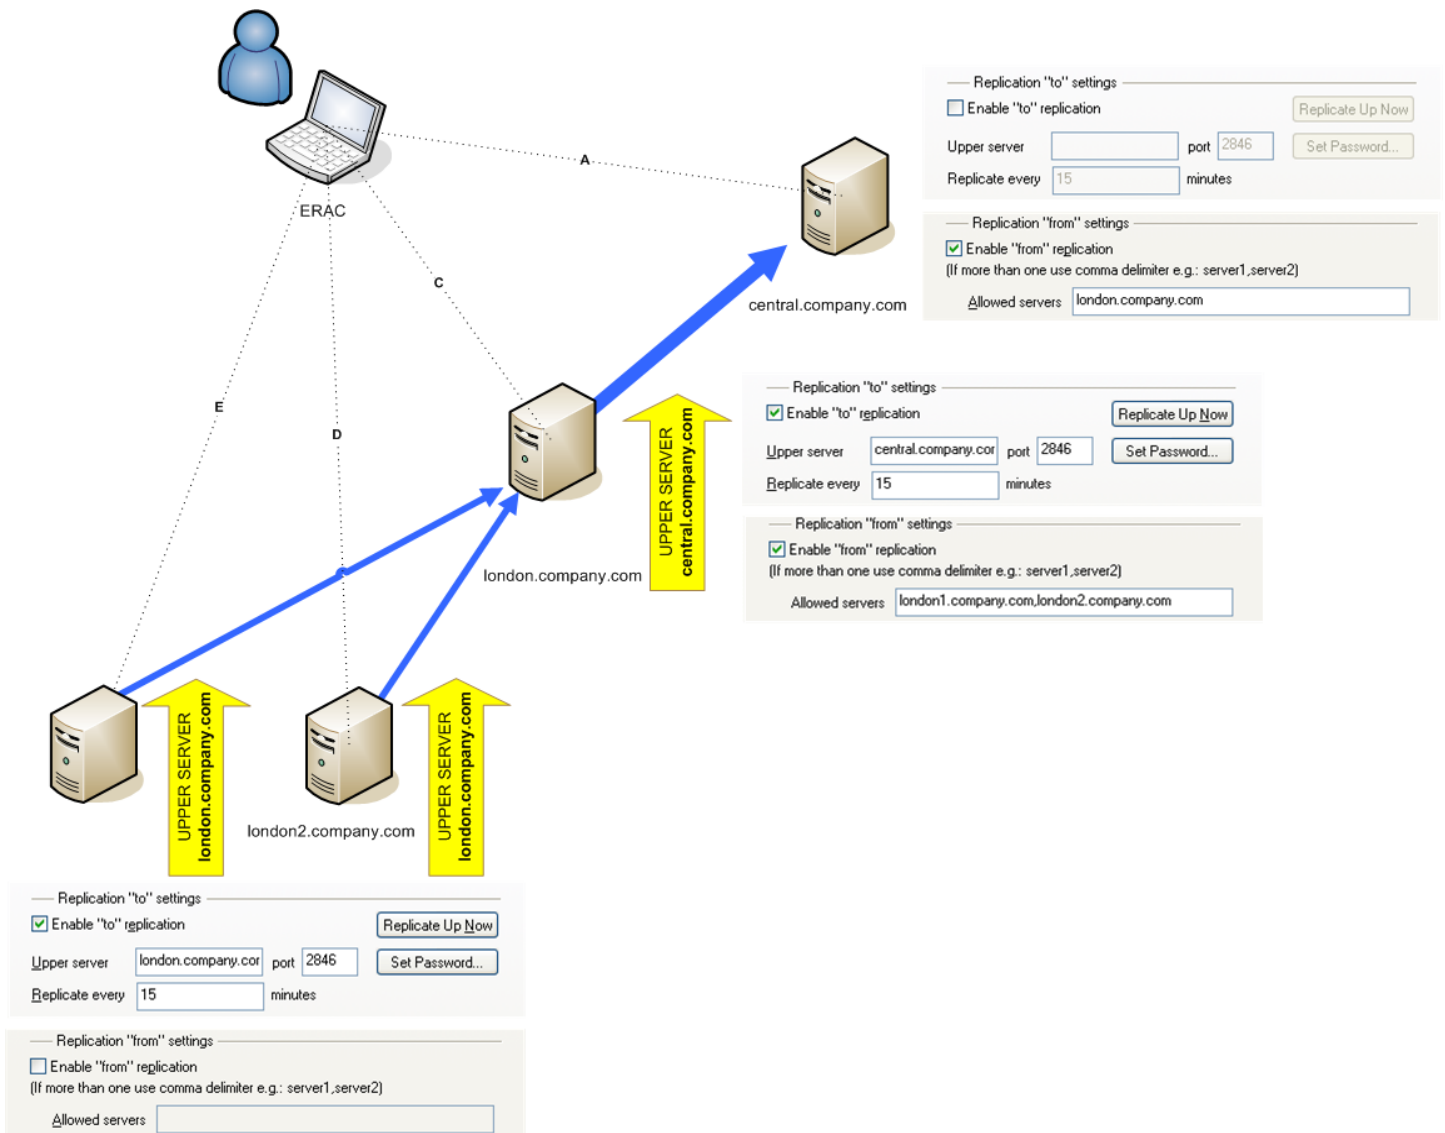 Replication "to" settings
Enable "to" replication
Replicate Up Now
Upper server
port 2846
Set Password...
Replicate every 15 minutes
A
ERAC
Replication "from" settings
Enable "from" replication
(If more than one use comma delimiter e.g.: server1,server2)
Allowed servers london.company.com
C
central.company.com
E
D
UPPER SERVER
central.company.com
Replication "to" settings
Enable "to" replication
Replicate Up Now
Upper server central.company.cor port 2846
Set Password...
Replicate every 15 minutes
Replication "from" settings
Enable "from" replication
(If more than one use comma delimiter e.g.: server1,server2)
Allowed servers london1.company.com,london2.company.com
london.company.com
UPPER SERVER
london.company.com
UPPER SERVER
london.company.com
london2.company.com
Replication "to" settings
Enable "to" replication
Replicate Up Now
Upper server london.company.cor port 2846
Set Password...
Replicate every 15 minutes
Replication "from" settings
Enable "from" replication
(If more than one use comma delimiter e.g.: server1,server2)
Allowed servers